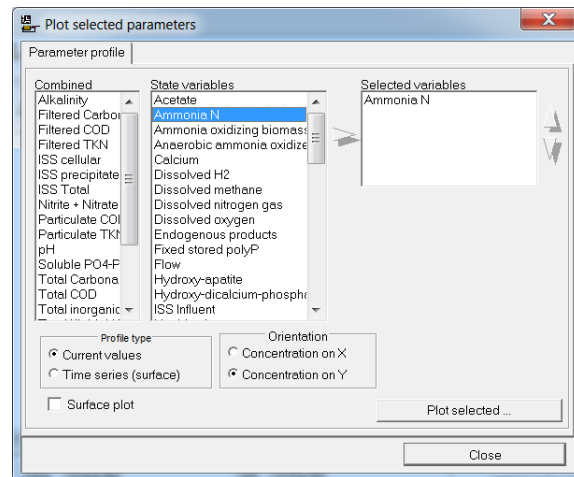 Plot selected parameters
Parameter profile
Combined
Alkalinity
Filtered Carbo
Filtered COD
Filtered TKN
ISS cellular
ISS precipitate
ISS Total
Nitrite + Nitrate
Particulate CO
Particulate TK
pH
Soluble PO4-P
Total Carbona
Total COD
Total inorganic
State variables
Acetate
Ammonia N
Ammonia oxidizing biomass
Anaerobic ammonia oxidize
Calcium
Dissolved H2
Dissolved methane
Dissolved nitrogen gas
Dissolved oxygen
Endogenous products
Fixed stored polyP
Flow
Hydroxy-apatite
Hydroxy-dicalcium-phospha
ISS Influent
Selected variables
Ammonia N
Profile type
Current values
Time series (surface)
Orientation
Concentration on X
Concentration on Y
Surface plot
Plot selected ...
Close